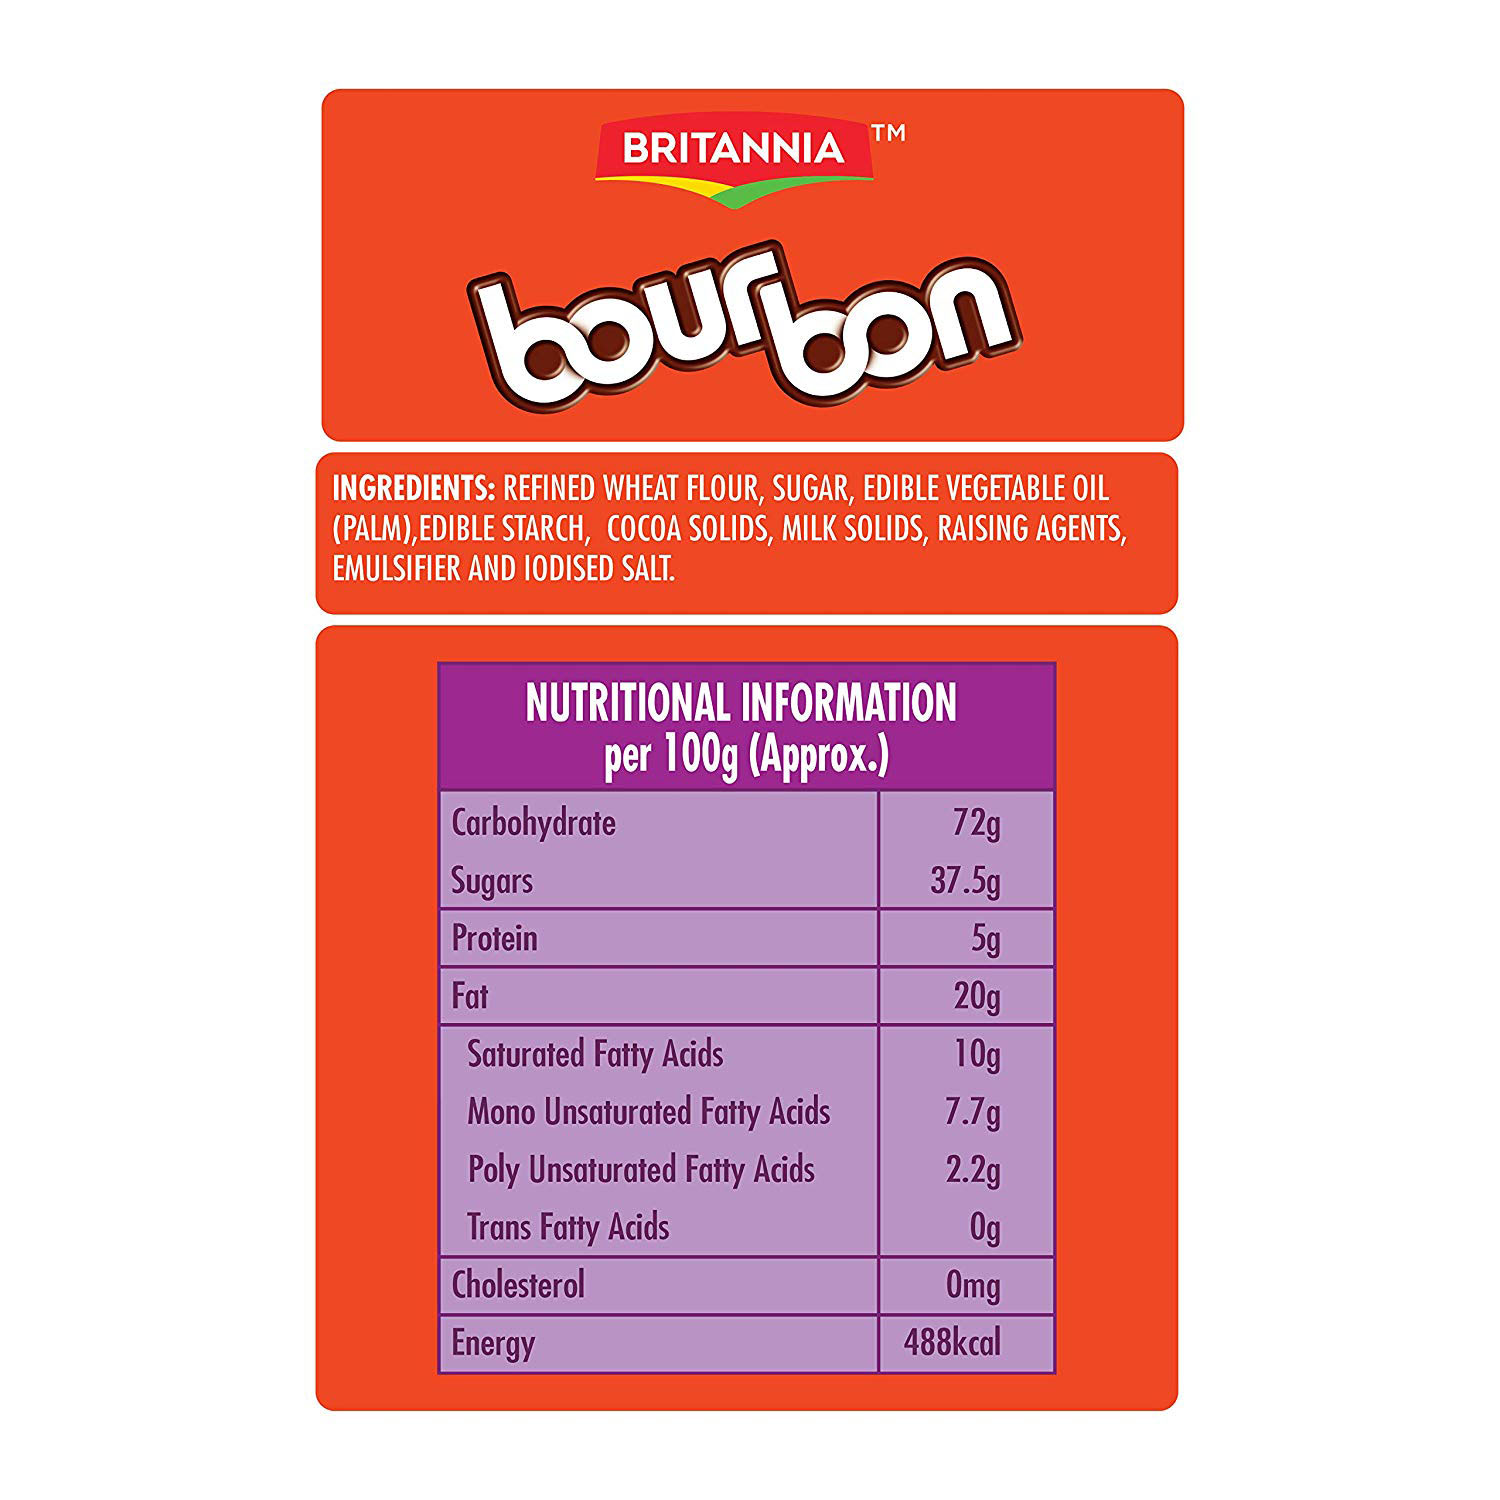 BRITANNIA ™
bourbon
INGREDIENTS: REFINED WHEAT FLOUR, SUGAR, EDIBLE VEGETABLE OIL
(PALM),EDIBLE STARCH, COCOA SOLIDS, MILK SOLIDS, RAISING AGENTS,
EMULSIFIER AND IODISED SALT.
NUTRITIONAL INFORMATION
per 100g (Approx.)
Carbohydrate 72g
Sugars 37.5g
Protein 5g
Fat 20g
Saturated Fatty Acids 10g
Mono Unsaturated Fatty Acids 7.7g
Poly Unsaturated Fatty Acids 2.2g
Trans Fatty Acids 0g
Cholesterol 0mg
Energy 488kcal